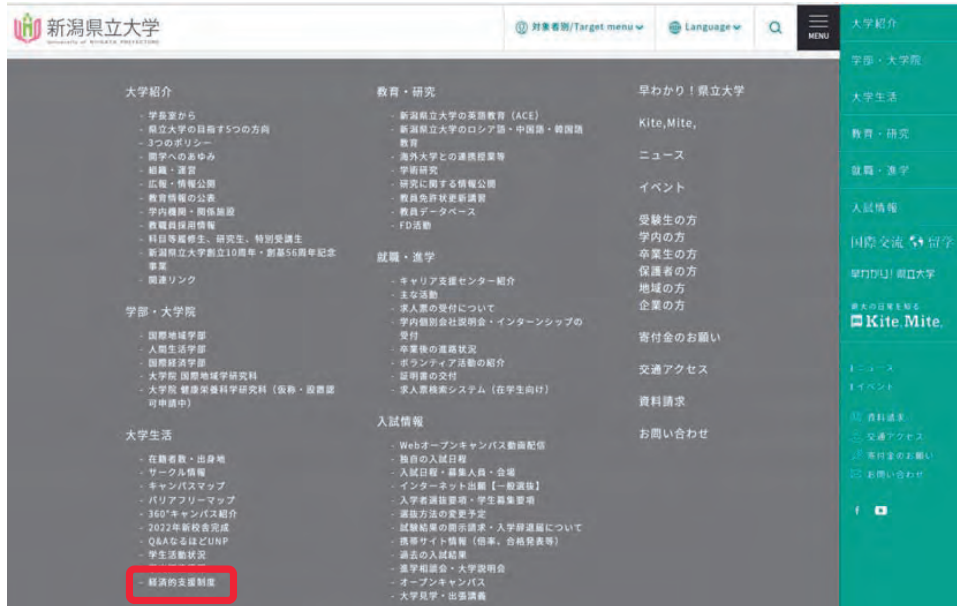 新潟県立大学
University of NIIGATA PREFECTURE
対象者別/Target menu
Language
MENU
大学紹介
- 学長室から
- 県立大学の目指す5つの方向
- 3つのポリシー
- 開学へのあゆみ
- 組織・運営
- 広報・情報公開
- 教育情報の公表
- 学内機関・関係施設
- 教職員採用情報
- 科目等履修生、研究生、特別受講生
- 新潟県立大学創立10周年・創基56周年記念
事業
- 関連リンク
学部・大学院
- 国際地域学部
- 人間生活学部
- 国際経済学部
- 大学院 国際地域学研究科
- 大学院 健康栄養科学研究科（仮称・設置認
可申請中）
大学生活
- 在籍者数・出身地
- サークル情報
- キャンパスマップ
- バリアフリーマップ
- 360°キャンパス紹介
- 2022年新校舎完成
- Q&AなるほどUNP
- 学生活動状況
- 経済的支援制度
教育・研究
- 新潟県立大学の英語教育（ACE）
- 新潟県立大学のロシア語・中国語・韓国語
教育
- 海外大学との連携授業等
- 学術研究
- 研究に関する情報公開
- 教員免許状更新講習
- 教員データベース
- FD活動
就職・進学
- キャリア支援センター紹介
- 主な活動
- 求人票の受付について
- 学内個別会社説明会・インターンシップの
受付
- 卒業後の進路状況
- ボランティア活動の紹介
- 証明書の交付
- 求人票検索システム（在学生向け）
入試情報
- Webオープンキャンパス動画配信
- 独自の入試日程
- 入試日程・募集人員・会場
- インターネット出願【一般選抜】
- 入学者選抜要項・学生募集要項
- 選抜方法の変更予定
- 試験結果の開示請求・入学辞退届について
- 携帯サイト情報（倍率、合格発表等）
- 過去の入試結果
- 進学相談会・大学説明会
- オープンキャンパス
- 大学見学・出張講義
早わかり！県立大学
Kite,Mite,
ニュース
イベント
受験生の方
学内の方
卒業生の方
保護者の方
地域の方
企業の方
寄付金のお願い
交通アクセス
資料請求
お問い合わせ
大学紹介
学部・大学院
大学生活
教育・研究
就職・進学
入試情報
国際交流 留学
早わかり! 県立大学
県大の日常を知る
Kite,Mite,
ニュース
イベント
資料請求
交通アクセス
寄付金のお願い
お問い合わせ